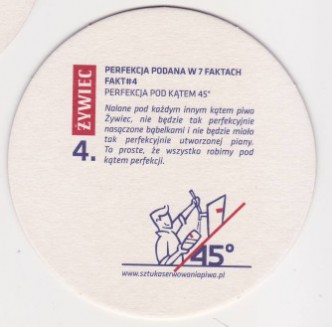 ŻYWIEC
4.
PERFEKCJA PODANA W 7 FAKTACH
FAKT#4
PERFEKCJA POD KĄTEM 45°
Nalane pod każdym innym kątem piwo
Żywiec, nie będzie tak perfekcyjnie
nasączone bąbelkami i nie będzie miało
tak perfekcyjnie utworzonej piany.
To proste, że wszystko robimy pod
kątem perfekcji.
45°
www.sztukaserwowaniapiwa.pl